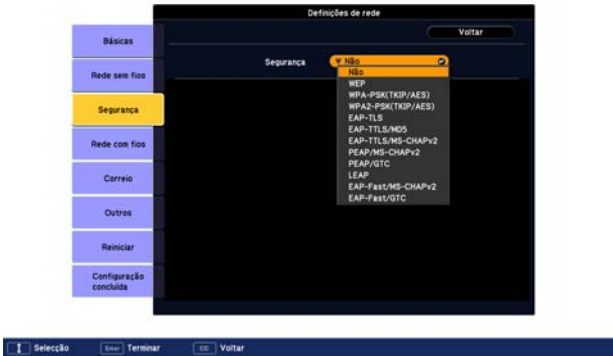 Definições de rede
Voltar
Básicas
Rede sem fios
Segurança
Rede com fios
Correio
Outros
Reiniciar
Configuração
concluída
Segurança
Não
Não
WEP
WPA-PSK(TKIP/AES)
WPA2-PSK(TKIP/AES)
EAP-TLS
EAP-TTLS/MD5
EAP-TTLS/MS-CHAPv2
PEAP/MS-CHAPv2
PEAP/GTC
LEAP
EAP-Fast/MS-CHAPv2
EAP-Fast/GTC
Selecção Enter Terminar ESC Voltar